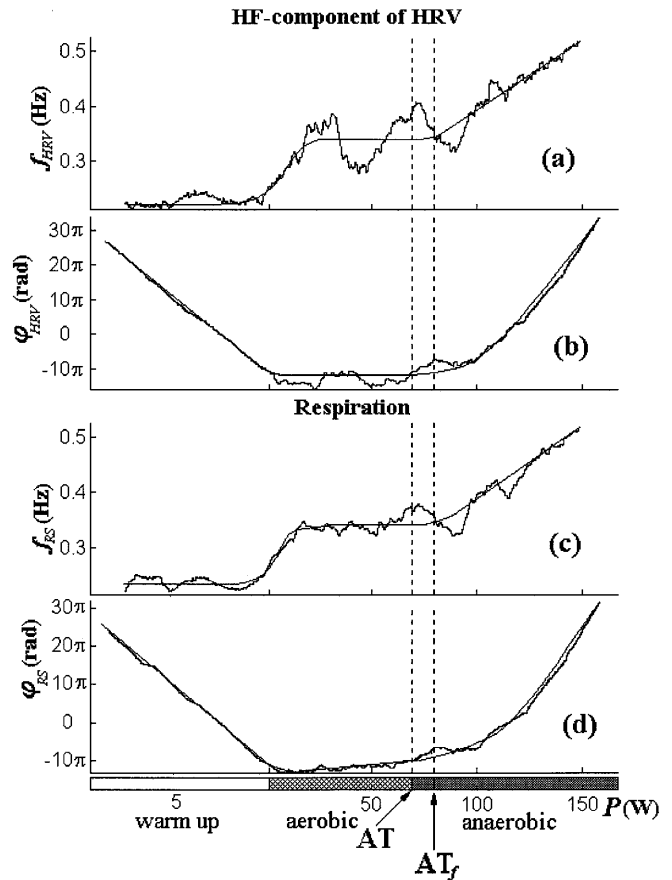 HF-component of HRV
f_HRV (Hz)
0.5
0.4
0.3
(a)
φ_HRV (rad)
30π
20π
10π
0
-10π
(b)
Respiration
f_RS (Hz)
0.5
0.4
0.3
(c)
φ_RS (rad)
30π
20π
10π
0
-10π
(d)
5 50 100 150 P (W)
warm up aerobic anaerobic
AT
AT_f